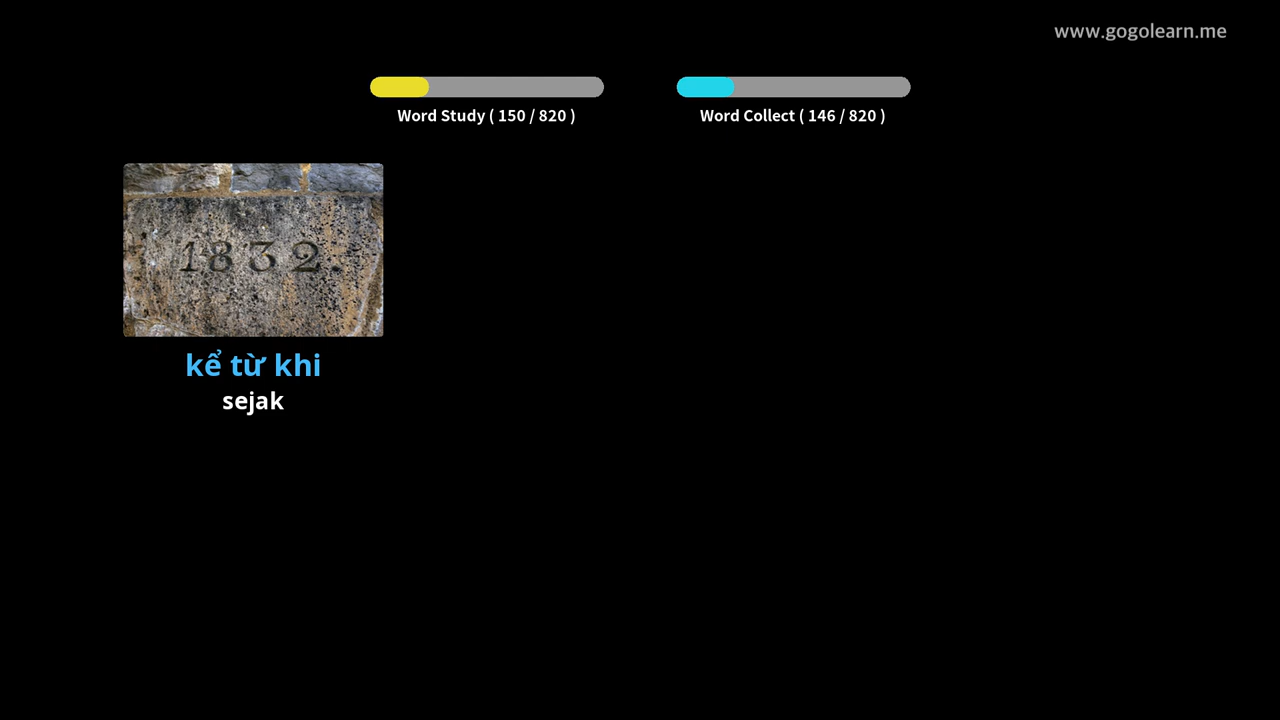 www.gogolearn.me
Word Study ( 150 / 820 )
Word Collect ( 146 / 820 )
1832.
kể từ khi
sejak